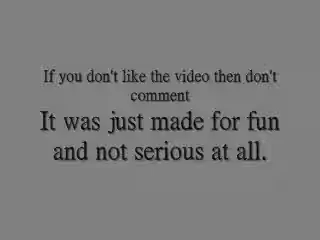 If you don't like the video then don't
comment
It was just made for fun
and not serious at all.